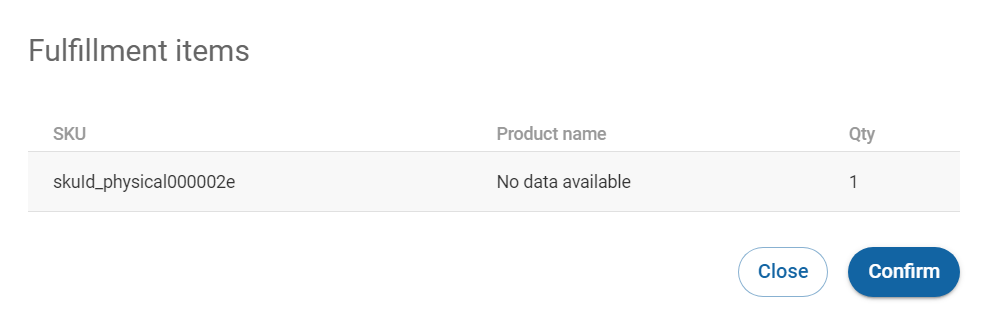 Fulfillment items
SKU Product name Qty
skuId_physical000002e No data available 1
Close Confirm